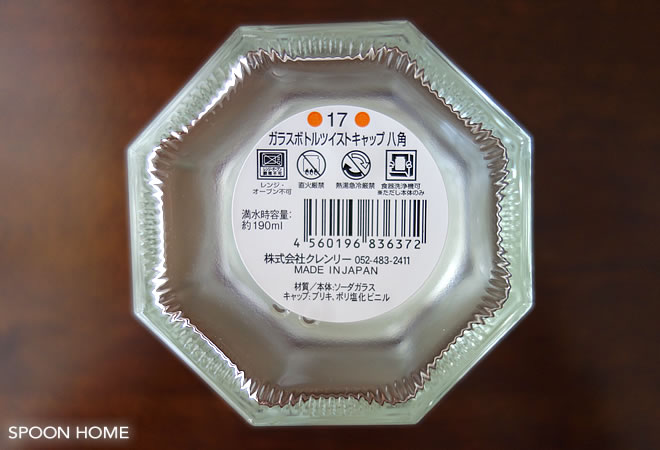 ● 17 ●
ガラスボトルツイストキャップ 八角
レンジ・ 直火厳禁 熱湯急冷厳禁 食器洗浄機可
オーブン不可 ※ただし本体のみ
満水時容量:
約190ml
4 560196 836372
株式会社クレンリー 052-483-2411
MADE IN JAPAN
材質/本体:ソーダガラス
キャップ:ブリキ、ポリ塩化ビニル
SPOON HOME